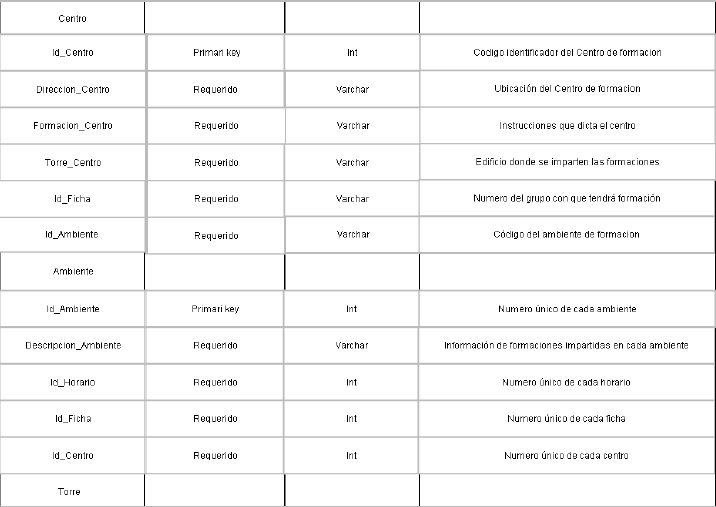 Centro
Id_Centro Primari key Int Codigo identificador del Centro de formacion
Direccion_Centro Requerido Varchar Ubicación del Centro de formacion
Formacion_Centro Requerido Varchar Instrucciones que dicta el centro
Torre_Centro Requerido Varchar Edificio donde se imparten las formaciones
Id_Ficha Requerido Varchar Numero del grupo con que tendrá formación
Id_Ambiente Requerido Varchar Código del ambiente de formacion
Ambiente
Id_Ambiente Primari key Int Numero único de cada ambiente
Descripcion_Ambiente Requerido Varchar Información de formaciones impartidas en cada ambiente
Id_Horario Requerido Int Numero único de cada horario
Id_Ficha Requerido Int Numero único de cada ficha
Id_Centro Requerido Int Numero único de cada centro
Torre